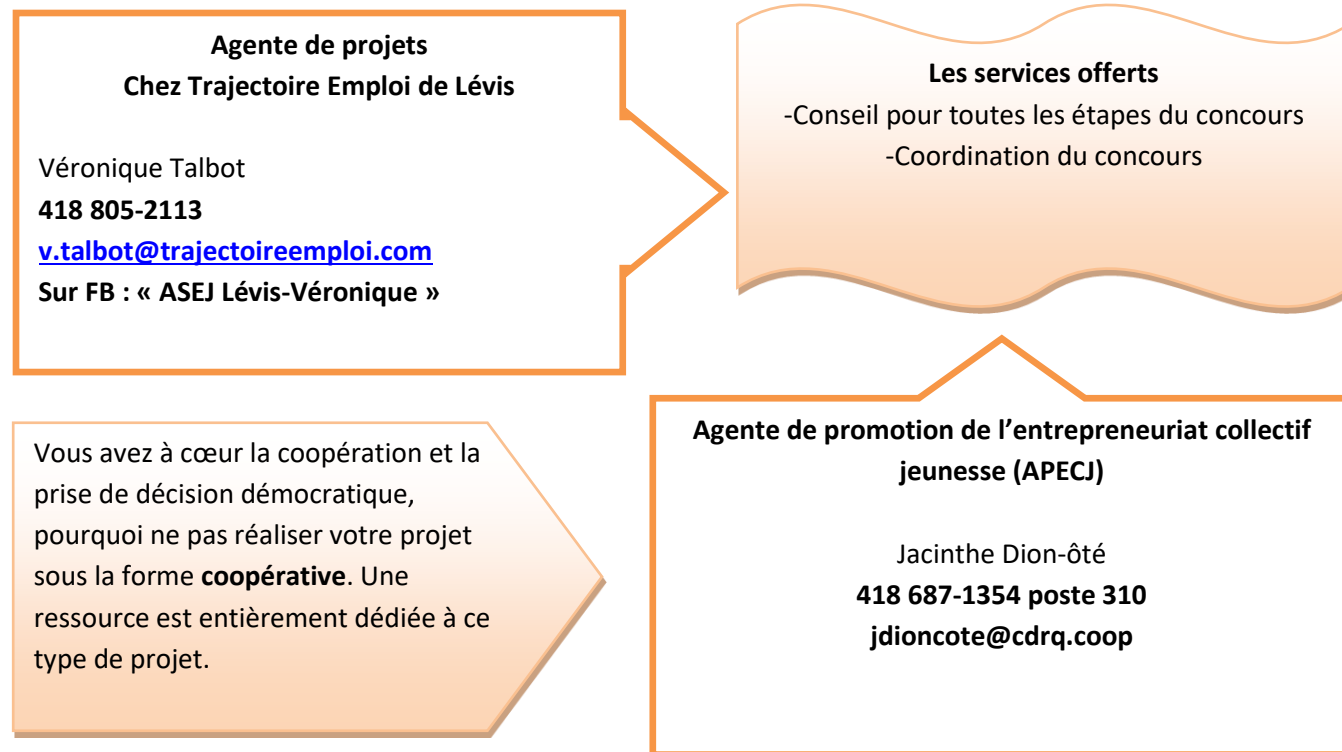 Agente de projets
Chez Trajectoire Emploi de Lévis
Véronique Talbot
418 805-2113
v.talbot@trajectoireemploi.com
Sur FB : « ASEJ Lévis-Véronique »
Les services offerts
-Conseil pour toutes les étapes du concours
-Coordination du concours
Vous avez à cœur la coopération et la
prise de décision démocratique,
pourquoi ne pas réaliser votre projet
sous la forme coopérative. Une
ressource est entièrement dédiée à ce
type de projet.
Agente de promotion de l’entrepreneuriat collectif
jeunesse (APECJ)
Jacinthe Dion-ôté
418 687-1354 poste 310
jdioncote@cdrq.coop